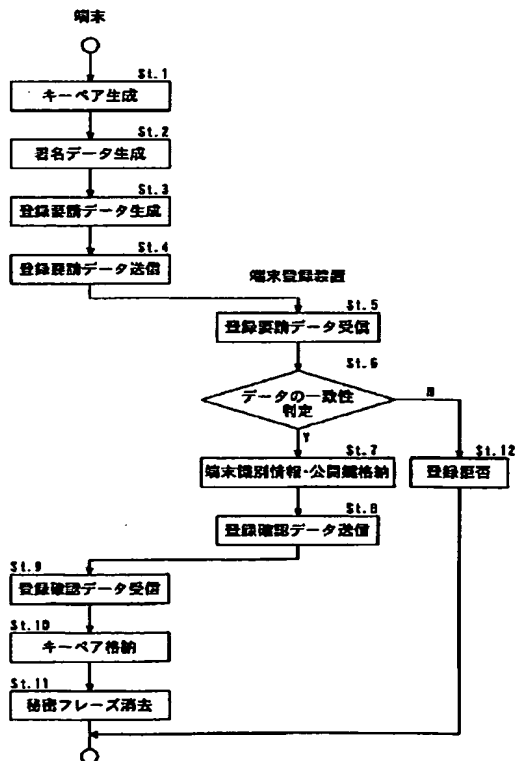 端末
St.1
キーペア生成
St.2
署名データ生成
St.3
登録要請データ生成
St.4
登録要請データ送信
端末登録装置
St.5
登録要請データ受信
St.6
データの一致性
判定
N
Y
St.7
端末識別情報・公開鍵格納
St.12
登録拒否
St.8
登録確認データ送信
St.9
登録確認データ受信
St.10
キーペア格納
St.11
秘密フレーズ消去